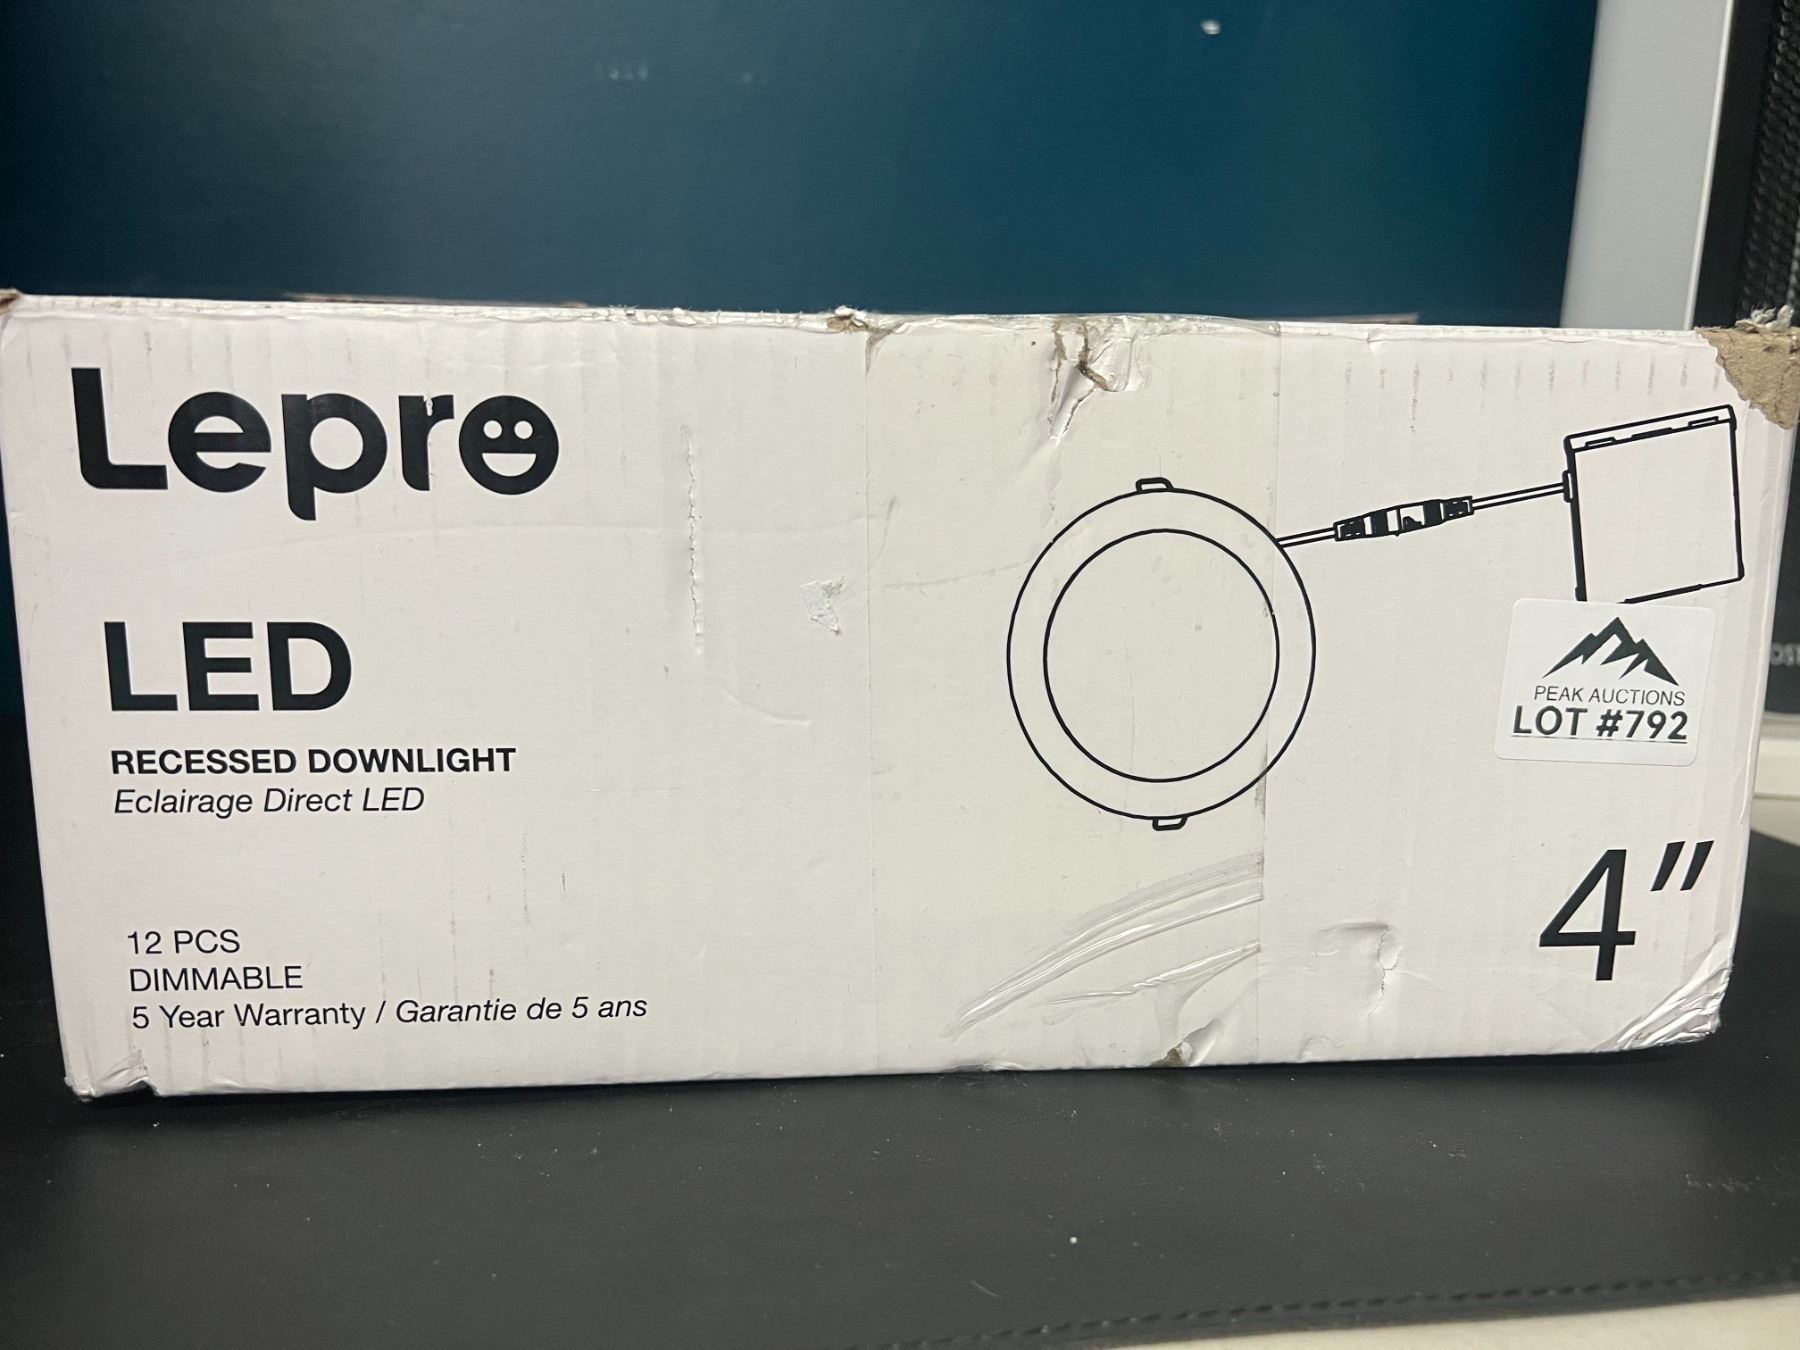 Lepro
LED
RECESSED DOWNLIGHT
Eclairage Direct LED
12 PCS
DIMMABLE
5 Year Warranty / Garantie de 5 ans
PEAK AUCTIONS
LOT #792
4"